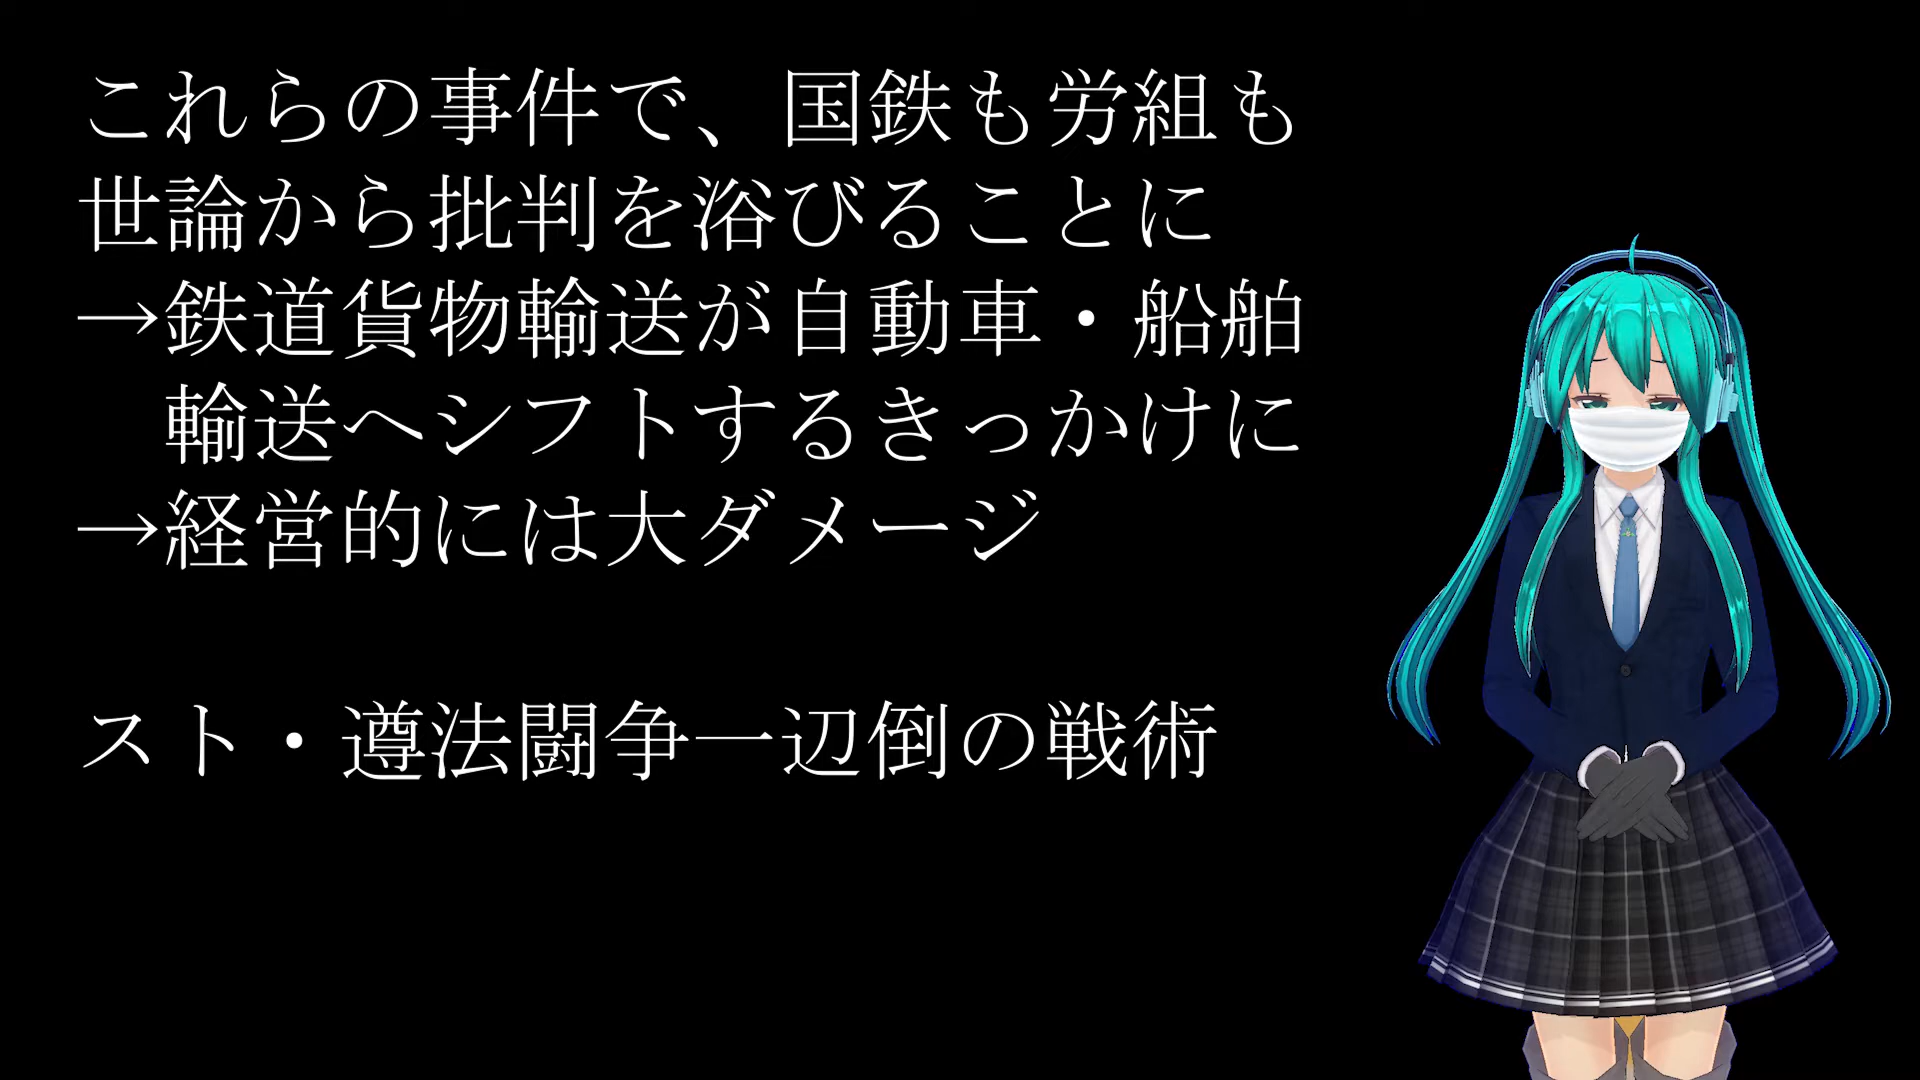 これらの事件で、国鉄も労組も
世論から批判を浴びることに
→鉄道貨物輸送が自動車・船舶
　輸送へシフトするきっかけに
→経営的には大ダメージ
スト・遵法闘争一辺倒の戦術